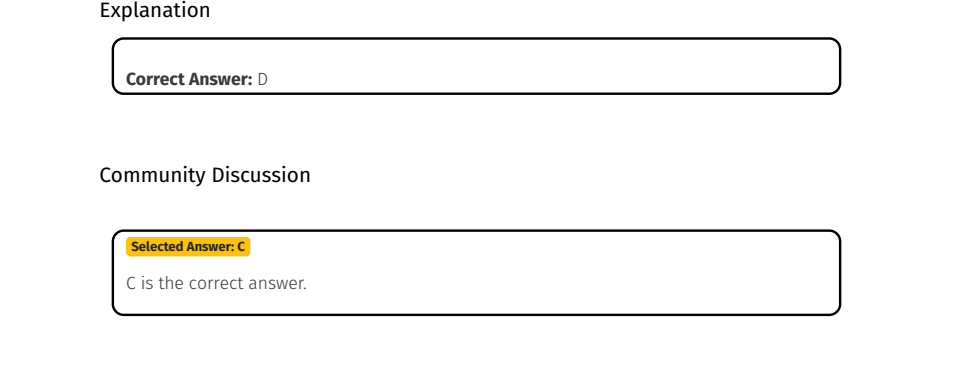 Explanation
Correct Answer: D
Community Discussion
Selected Answer: C
C is the correct answer.